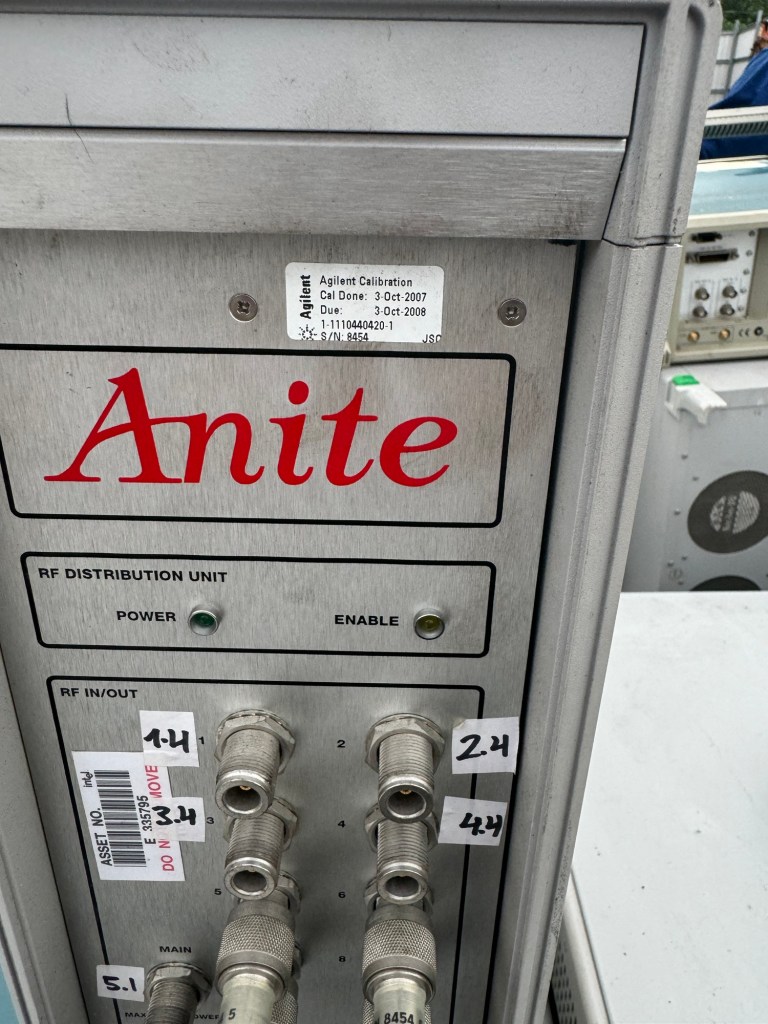 Agilent
Agilent Calibration
Cal Done: 3-Oct-2007
Due: 3-Oct-2008
1-1110440420-1
S/N: 8454 JSC
Anite
RF DISTRIBUTION UNIT
POWER
ENABLE
RF IN/OUT
1.4
1
2
2.4
intel
ASSET NO.
E 335795
DO MOVE
3.4
3
4
4.4
5
6
MAIN
8
5.1
5
8454